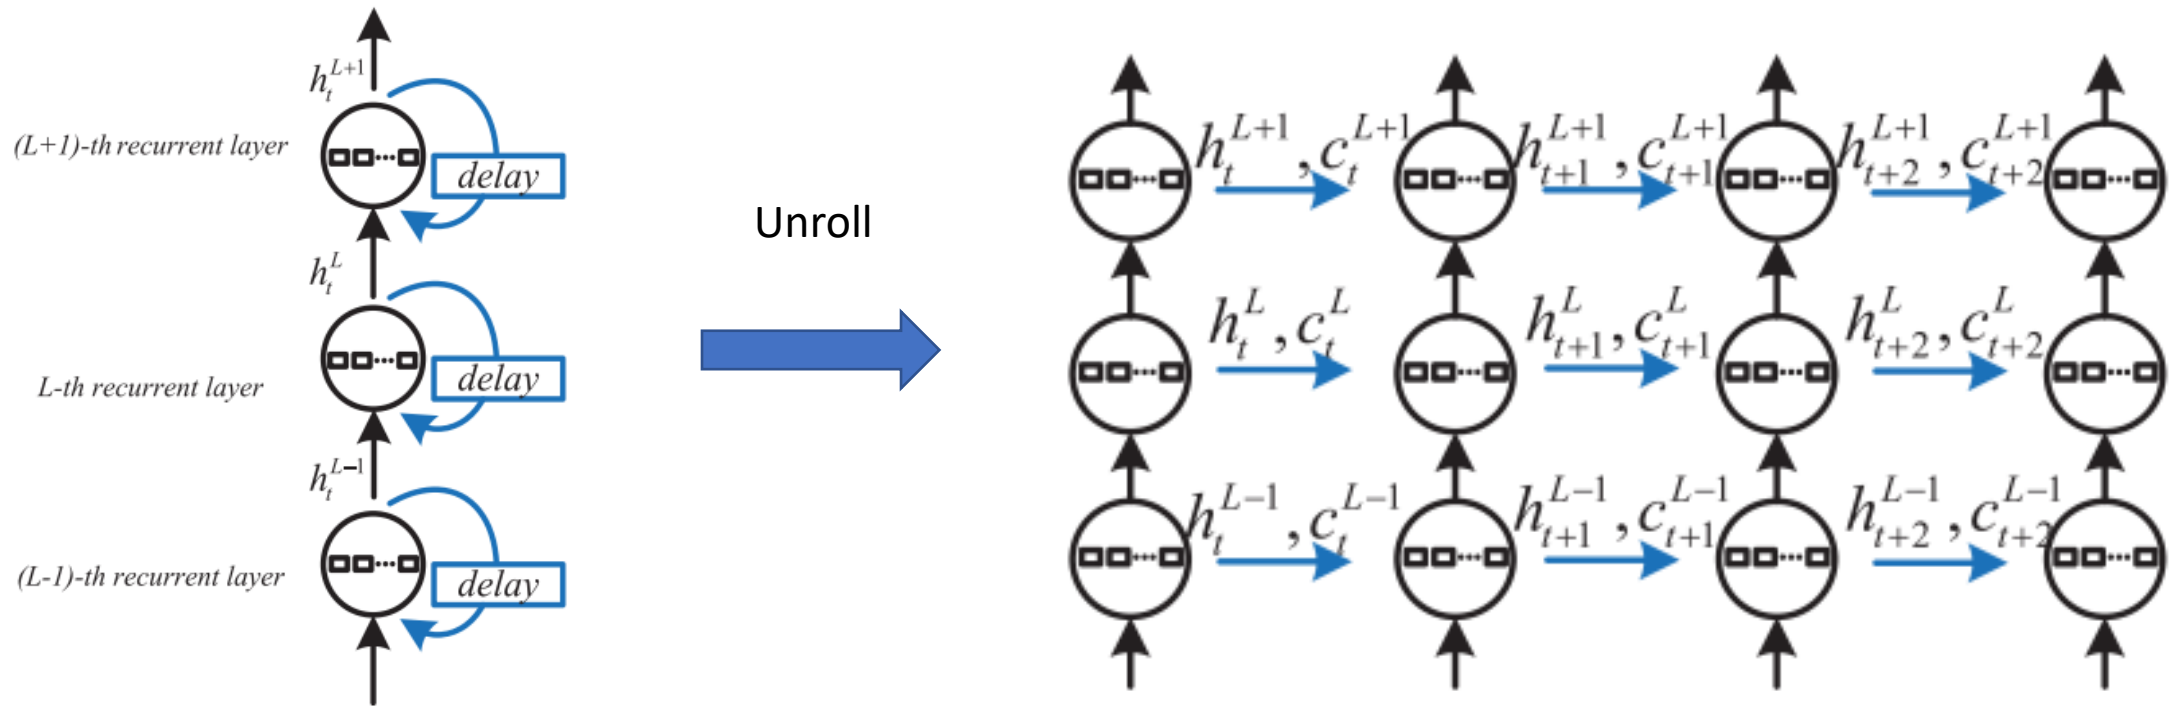 h_t^{L+1}
(L+1)-th recurrent layer
delay
h_t^L
L-th recurrent layer
delay
h_t^{L-1}
(L-1)-th recurrent layer
delay
Unroll
h_t^{L+1}, c_t^{L+1}
h_{t+1}^{L+1}, c_{t+1}^{L+1}
h_{t+2}^{L+1}, c_{t+2}^{L+1}
h_t^L, c_t^L
h_{t+1}^L, c_{t+1}^L
h_{t+2}^L, c_{t+2}^L
h_t^{L-1}, c_t^{L-1}
h_{t+1}^{L-1}, c_{t+1}^{L-1}
h_{t+2}^{L-1}, c_{t+2}^{L-1}